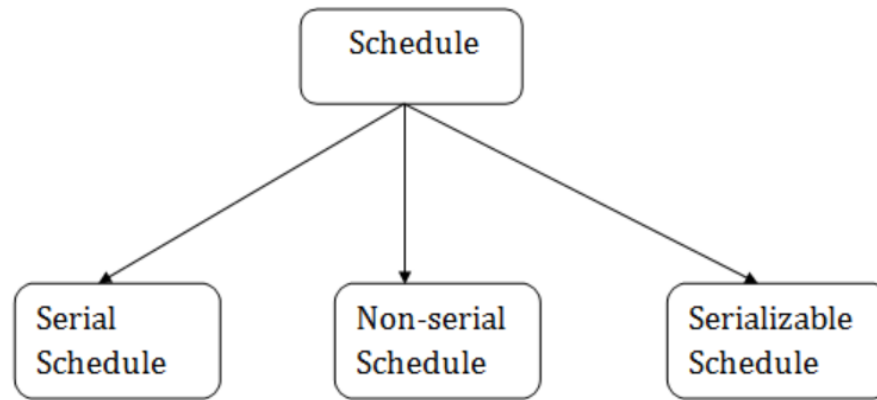 Schedule
Serial
Schedule
Non-serial
Schedule
Serializable
Schedule